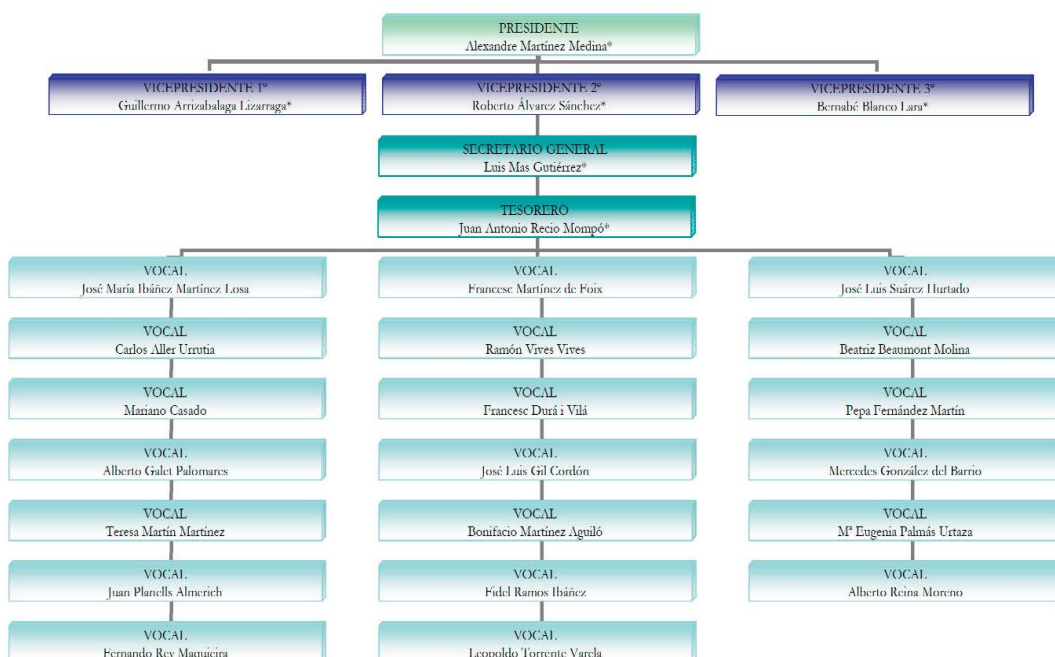 PRESIDENTE
Alexandre Martínez Medina*
VICEPRESIDENTE 1º
Guillermo Arrizabalaga Lizarraga*
VICEPRESIDENTE 2º
Roberto Álvarez Sánchez*
VICEPRESIDENTE 3º
Bernabé Blanco Lara*
SECRETARIO GENERAL
Luis Mas Gutiérrez*
TESORERO
Juan Antonio Recio Mompó*
VOCAL
José María Ibáñez Martínez Losa
VOCAL
Carlos Aller Urrutia
VOCAL
Mariano Casado
VOCAL
Alberto Galet Palomares
VOCAL
Teresa Martín Martínez
VOCAL
Juan Planells Almerich
VOCAL
Fernando Rey Maquieira
VOCAL
Francesc Martínez de Foix
VOCAL
Ramón Vives Vives
VOCAL
Francesc Durá i Vilá
VOCAL
José Luis Gil Cordón
VOCAL
Bonifacio Martínez Aguiló
VOCAL
Fidel Ramos Ibáñez
VOCAL
Leopoldo Torrente Varela
VOCAL
José Luis Suárez Hurtado
VOCAL
Beatriz Beaumont Molina
VOCAL
Pepa Fernández Martín
VOCAL
Mercedes González del Barrio
VOCAL
Mª Eugenia Palmás Urtaza
VOCAL
Alberto Reina Moreno